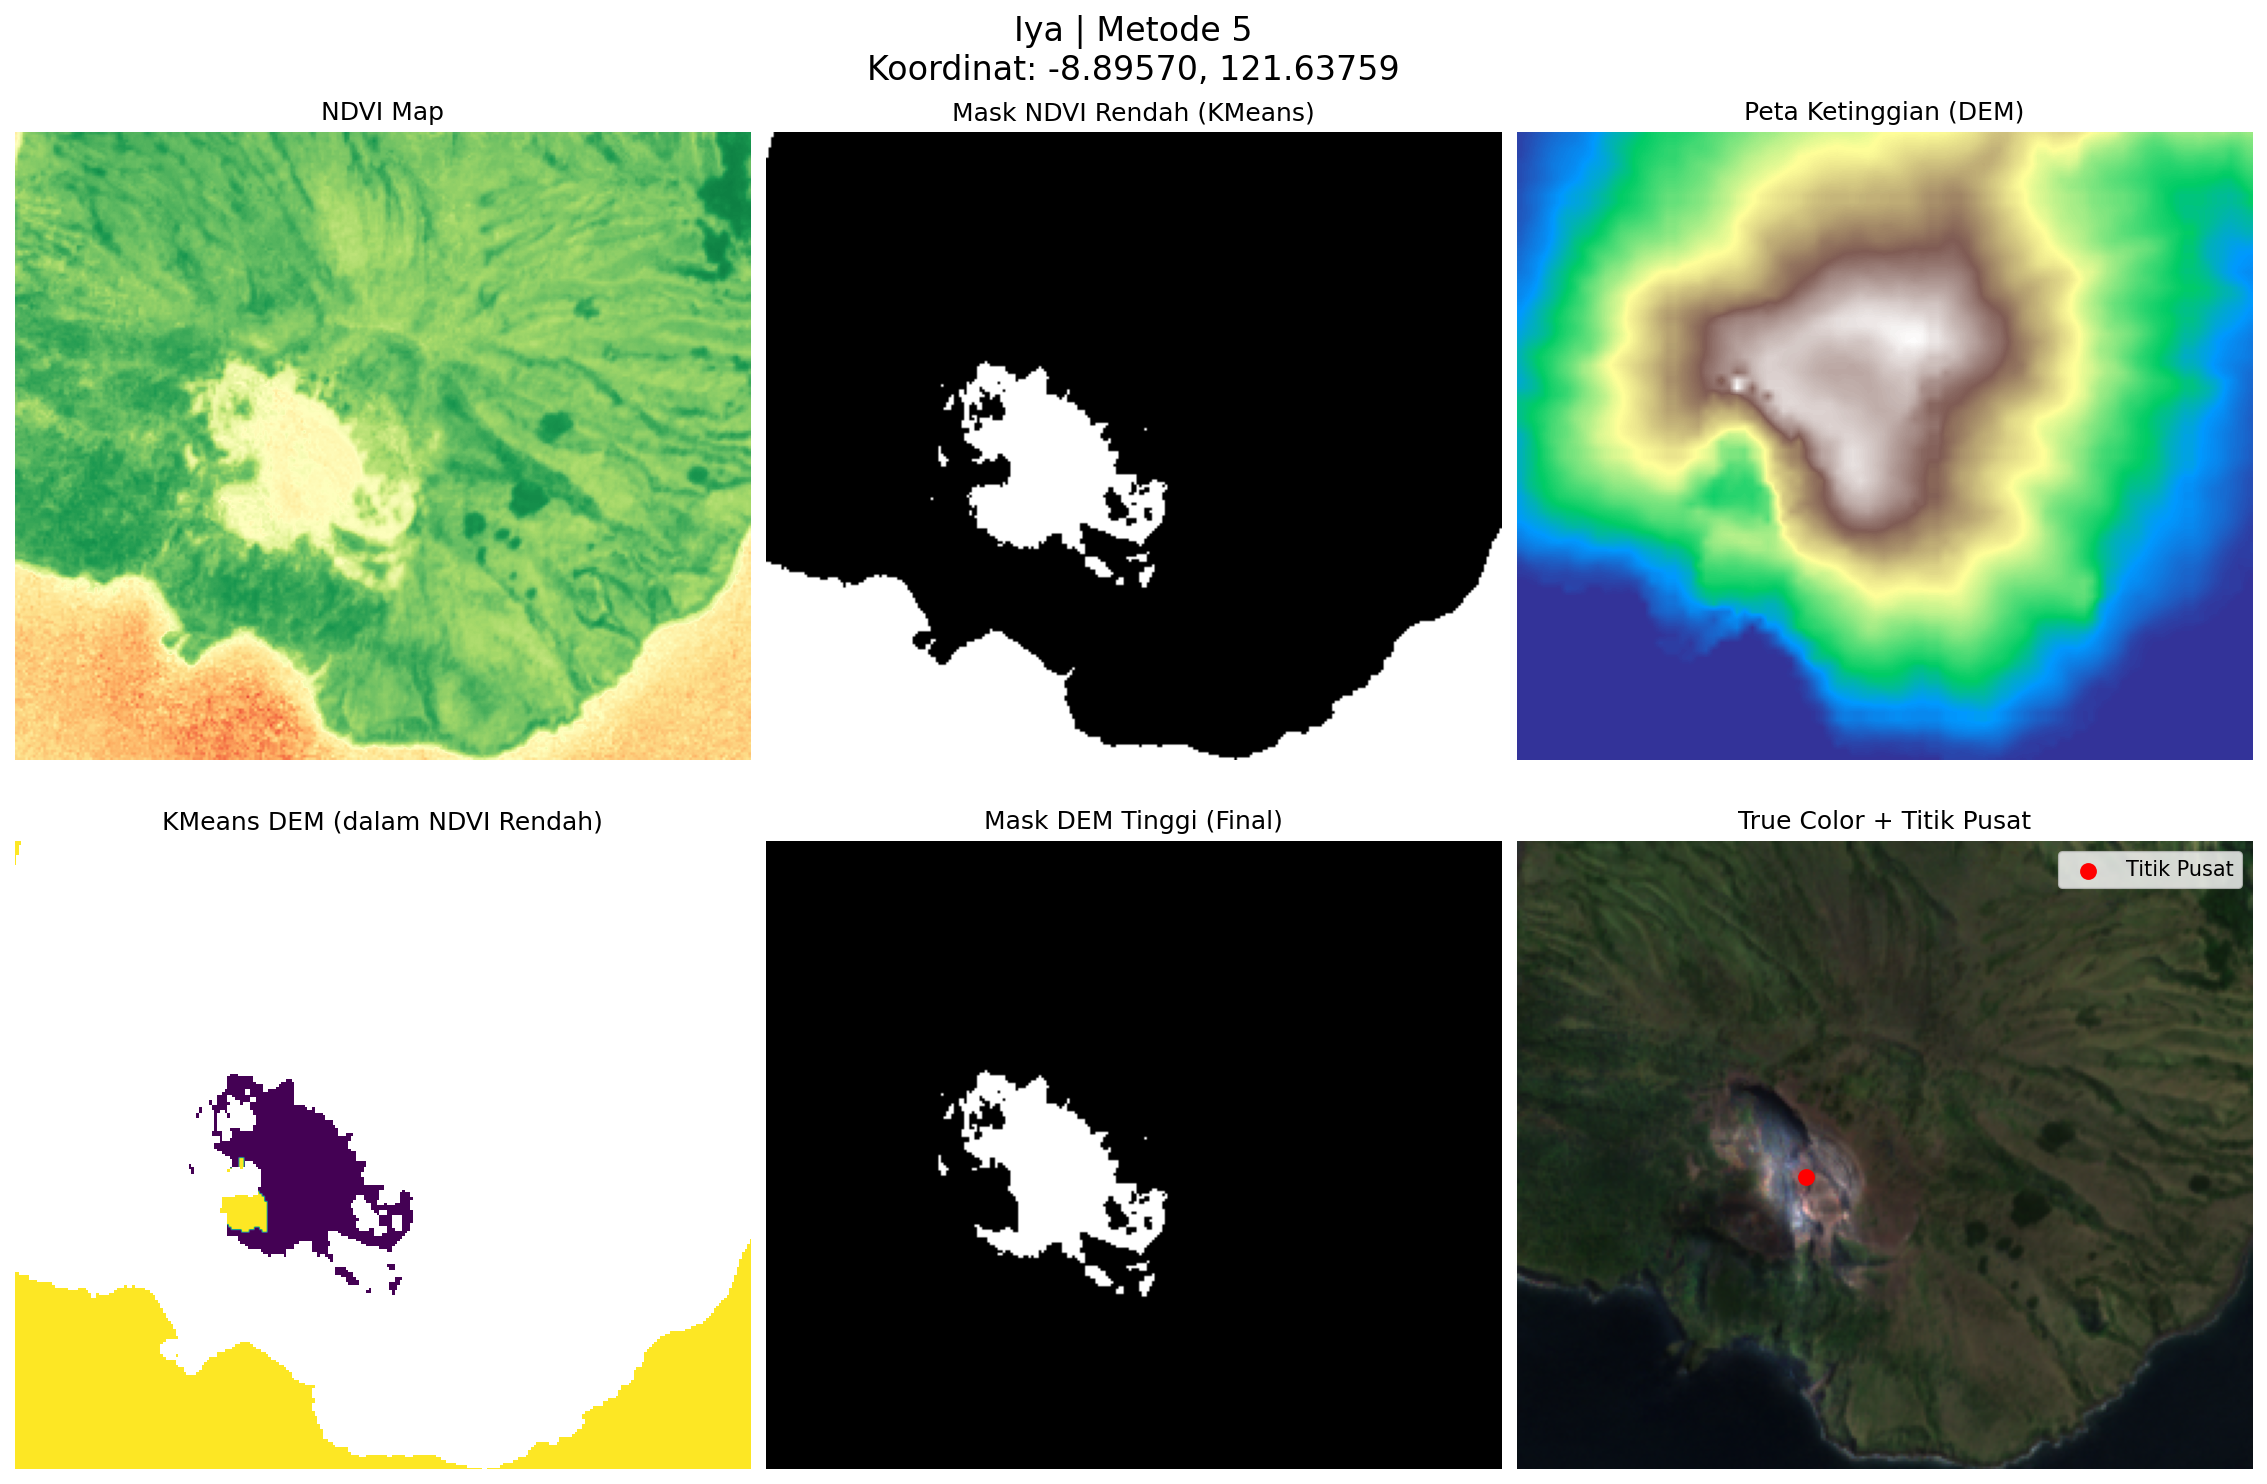 Iya | Metode 5
Koordinat: -8.89570, 121.63759
NDVI Map
Mask NDVI Rendah (KMeans)
Peta Ketinggian (DEM)
KMeans DEM (dalam NDVI Rendah)
Mask DEM Tinggi (Final)
True Color + Titik Pusat
Titik Pusat